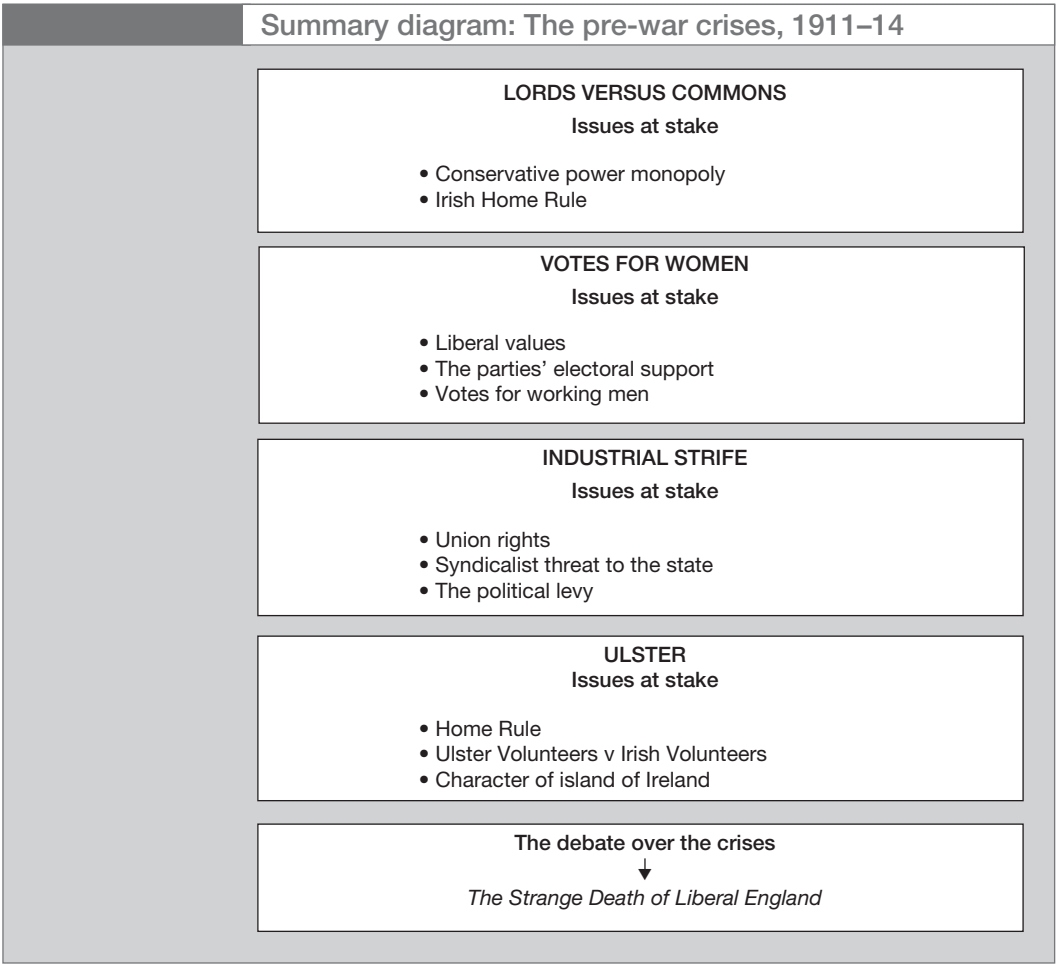 Summary diagram: The pre-war crises, 1911–14
LORDS VERSUS COMMONS
Issues at stake
• Conservative power monopoly
• Irish Home Rule
VOTES FOR WOMEN
Issues at stake
• Liberal values
• The parties’ electoral support
• Votes for working men
INDUSTRIAL STRIFE
Issues at stake
• Union rights
• Syndicalist threat to the state
• The political levy
ULSTER
Issues at stake
• Home Rule
• Ulster Volunteers v Irish Volunteers
• Character of island of Ireland
The debate over the crises
↓
The Strange Death of Liberal England